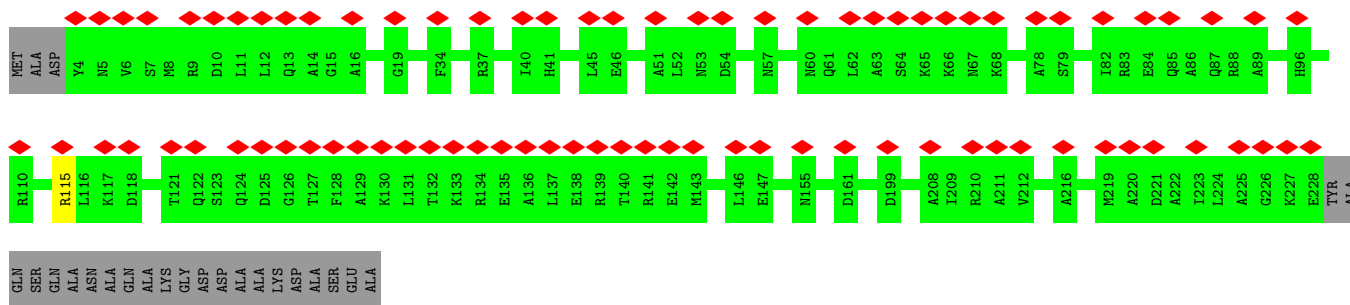 MET ALA ASP Y4 N5 V6 S7 M8 R9 D10 L11 L12 Q13 A14 G15 A16 G19 F34 R37 I40 H41 L45 E46 A51 L52 N53 D54 N57 N60 Q61 L62 A63 S64 K65 K66 N67 K68 A78 S79 I82 R83 E84 Q85 A86 Q87 R88 A89 H96
R110 R115 L116 K117 D118 T121 Q122 S123 Q124 D125 G126 T127 F128 A129 K130 L131 T132 K133 R134 E135 A136 L137 E138 R139 T140 R141 E142 M143 L146 E147 N155 D161 D199 A208 I209 R210 A211 V212 A216 M219 A220 D221 A222 I223 L224 A225 G226 K227 E228 TYR ALA
GLN SER GLN ALA ASN ALA GLN ALA LYS GLY ASP ASP ALA ALA LYS ASP ALA SER GLU ALA